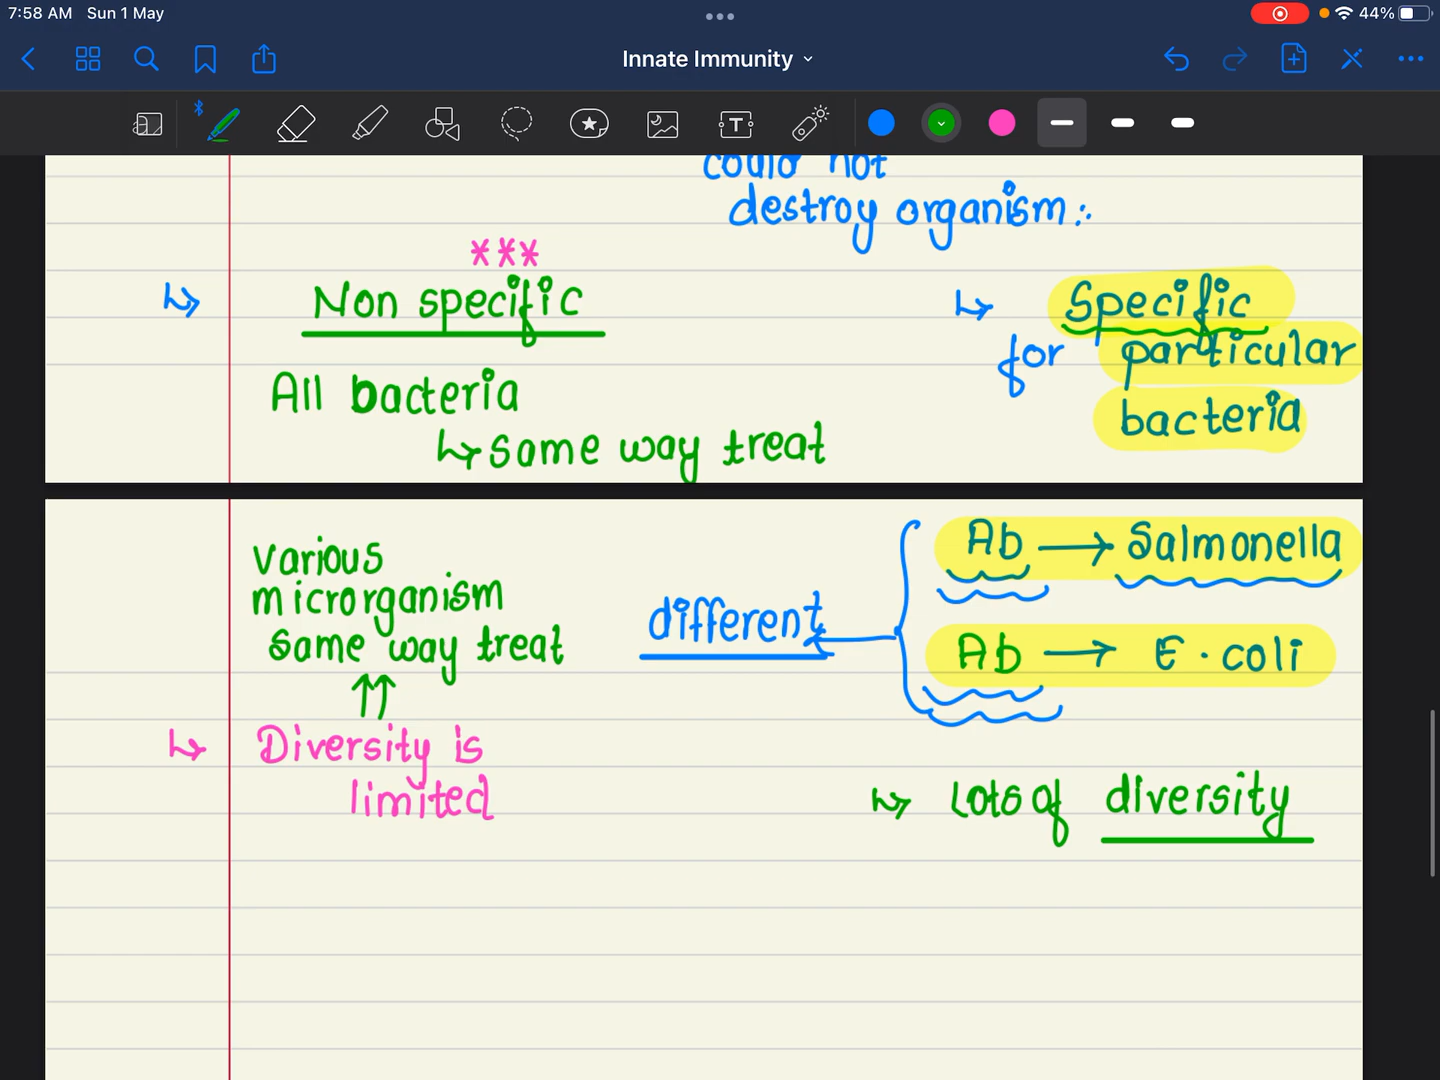 7:58 AM Sun 1 May
44%
Innate Immunity
could not
destroy organism :.
***
↳ Non specific
All bacteria
↳ same way treat
↳ Specific
for particular
bacteria
various
microrganism
same way treat
↑↑
↳ Diversity is
limited
different
Ab → Salmonella
Ab → E. coli
↳ Lots of diversity